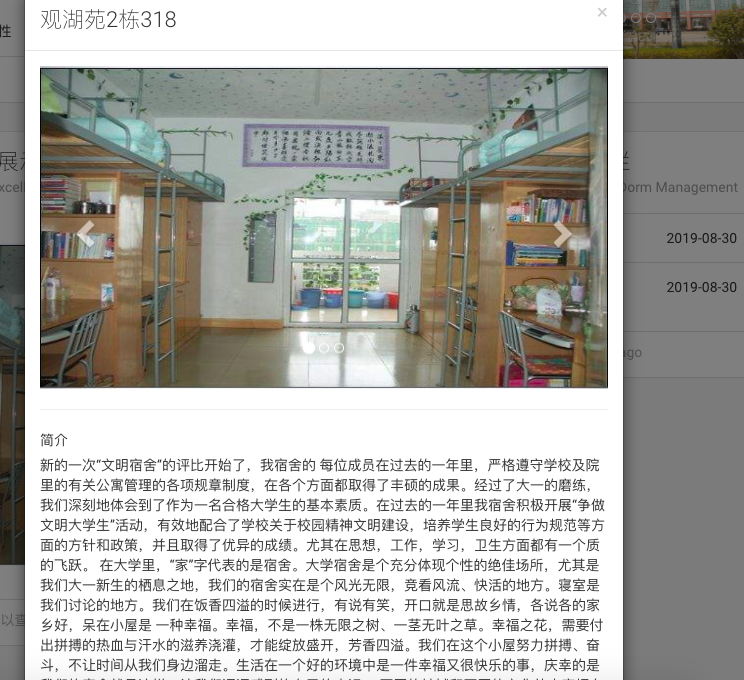 观湖苑2栋318
×
性
展
栏
Dorm Management
2019-08-30
2019-08-30
ago
简介
新的一次“文明宿舍”的评比开始了，我宿舍的 每位成员在过去的一年里，严格遵守学校及院
里的有关公寓管理的各项规章制度，在各个方面都取得了丰硕的成果。经过了大一的磨练，
我们深刻地体会到了作为一名合格大学生的基本素质。在过去的一年里我宿舍积极开展“争做
文明大学生”活动，有效地配合了学校关于校园精神文明建设，培养学生良好的行为规范等方
面的方针和政策，并且取得了优异的成绩。尤其在思想，工作，学习，卫生方面都有一个质
的飞跃。 在大学里，“家”字代表的是宿舍。大学宿舍是个充分体现个性的绝佳场所，尤其是
我们大一新生的栖息之地，我们的宿舍实在是个风光无限，竞看风流、快活的地方。寝室是
我们讨论的地方。我们在饭香四溢的时候进行，有说有笑，开口就是思故乡情，各说各的家
乡好，呆在小屋是 一种幸福。幸福，不是一株无限之树、一茎无叶之草。幸福之花，需要付
出拼搏的热血与汗水的滋养浇灌，才能绽放盛开，芳香四溢。我们在这个小屋努力拼搏、奋
斗，不让时间从我们身边溜走。生活在一个好的环境中是一件幸福又很快乐的事，庆幸的是
以查